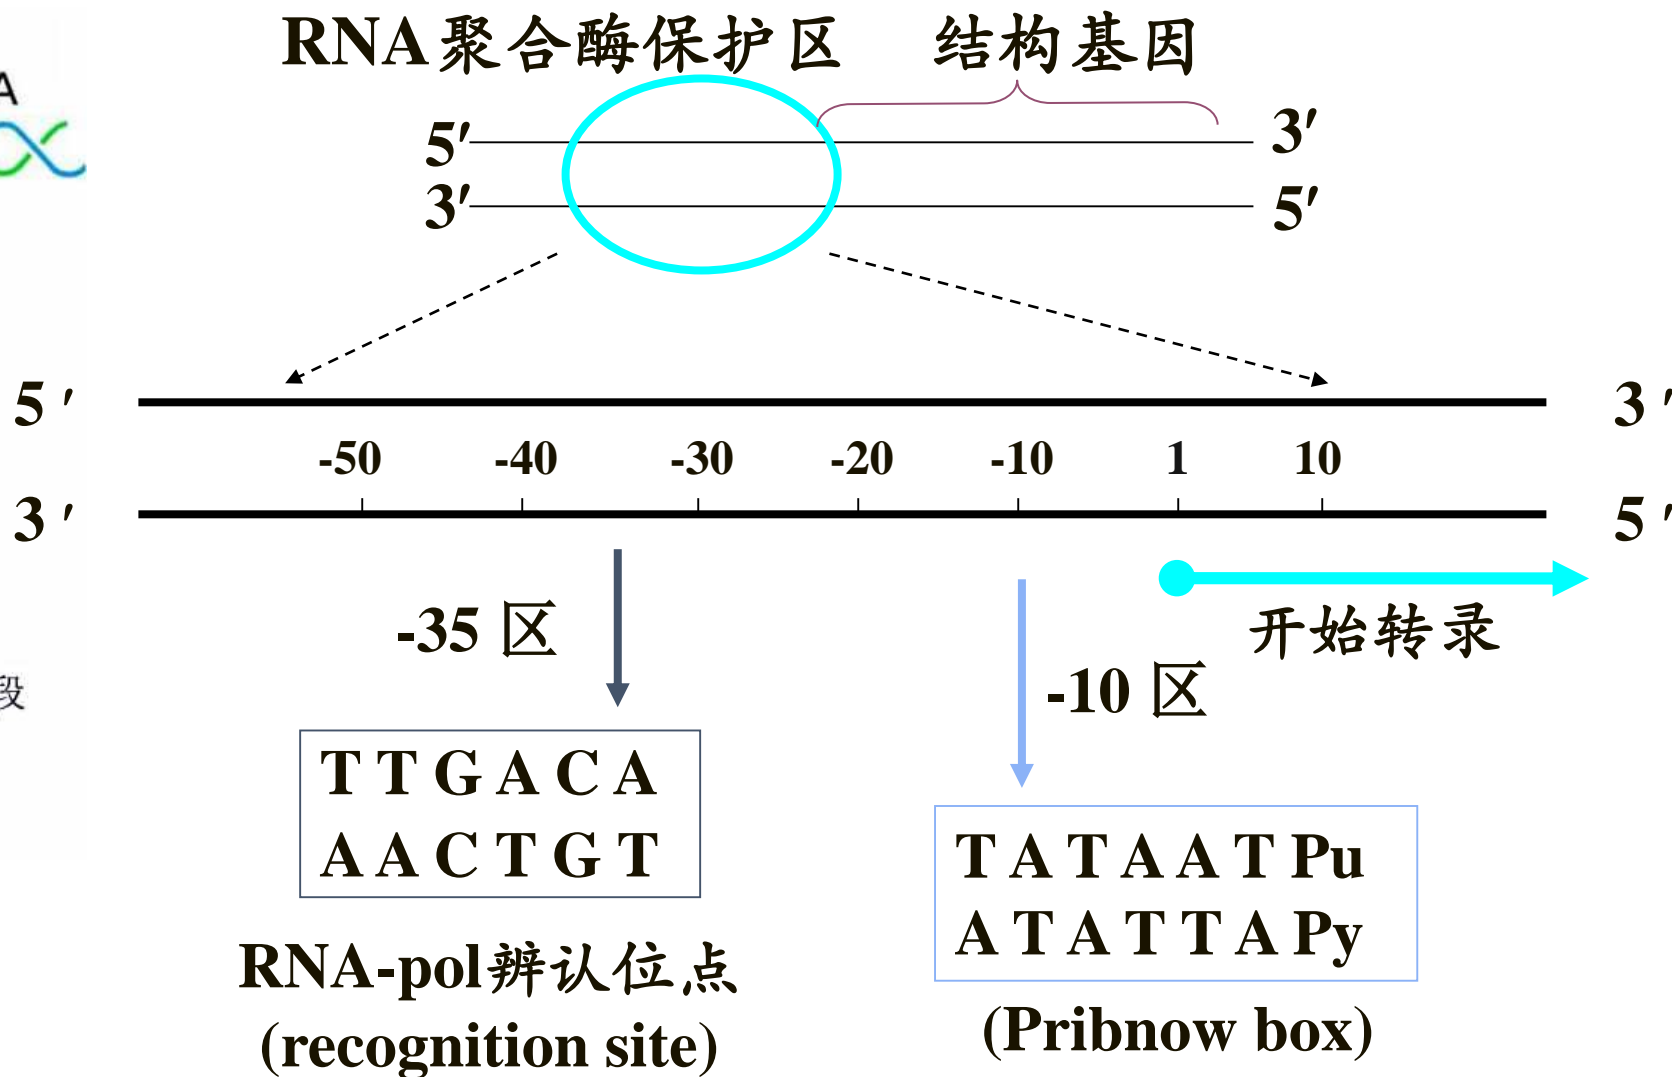 RNA聚合酶保护区 结构基因
A
5′ 3′
3′ 5′
5′ 3′
-50 -40 -30 -20 -10 1 10
3′ 5′
-35 区
开始转录
-10 区
段
T T G A C A
A A C T G T
T A T A A T Pu
A T A T T A Py
RNA-pol辨认位点
(recognition site)
(Pribnow box)